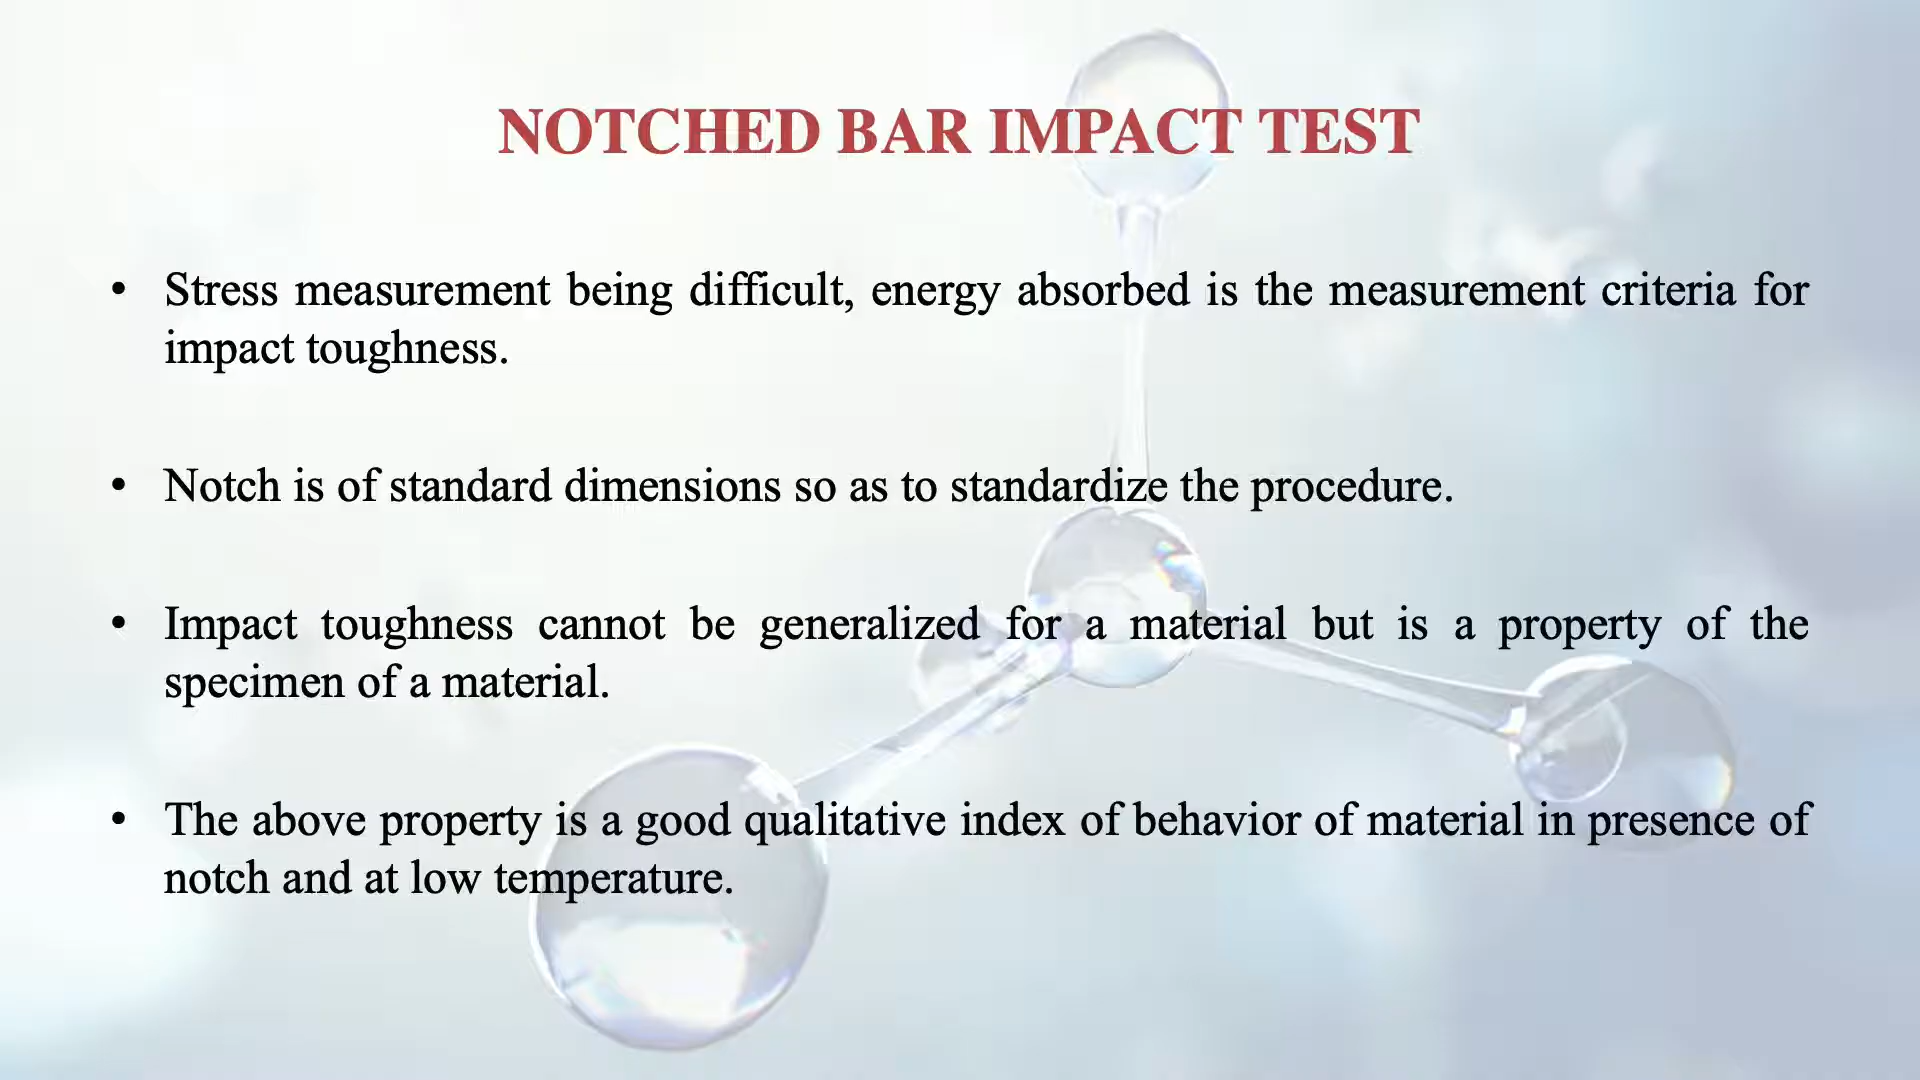 NOTCHED BAR IMPACT TEST
• Stress measurement being difficult, energy absorbed is the measurement criteria for
impact toughness.
• Notch is of standard dimensions so as to standardize the procedure.
• Impact toughness cannot be generalized for a material but is a property of the
specimen of a material.
• The above property is a good qualitative index of behavior of material in presence of
notch and at low temperature.